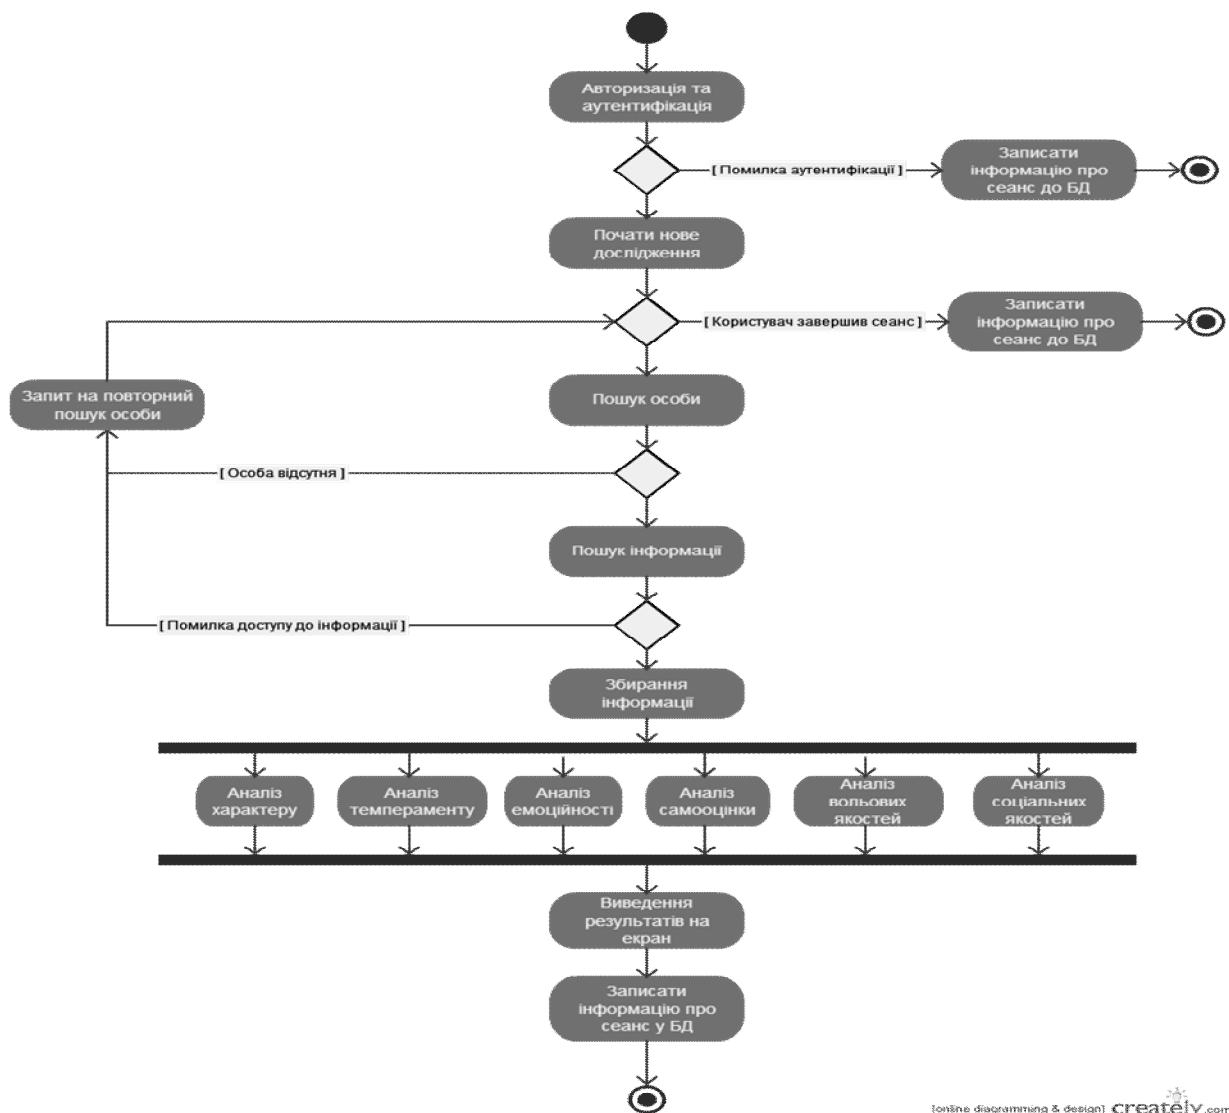 Авторизація та
аутентифікація
[ Помилка аутентифікації ]
Записати
інформацію про
сеанс до БД
Почати нове
дослідження
[ Користувач завершив сеанс ]
Записати
інформацію про
сеанс до БД
Запит на повторний
пошук особи
Пошук особи
[ Особа відсутня ]
Пошук інформації
[ Помилка доступу до інформації ]
Збирання
інформації
Аналіз
характеру
Аналіз
темпераменту
Аналіз
емоційності
Аналіз
самооцінки
Аналіз
вольових
якостей
Аналіз
соціальних
якостей
Виведення
результатів на
екран
Записати
інформацію про
сеанс у БД
[online diagramming & design] creately.com